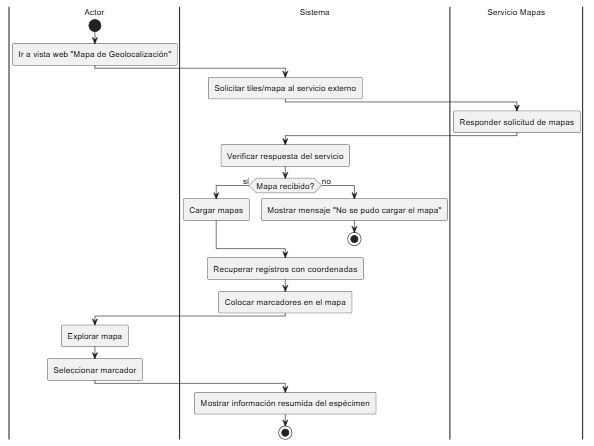 Actor
Sistema
Servicio Mapas
Ir a vista web "Mapa de Geolocalización"
Solicitar tiles/mapa al servicio externo
Responder solicitud de mapas
Verificar respuesta del servicio
sí
Mapa recibido?
no
Cargar mapas
Mostrar mensaje "No se pudo cargar el mapa"
Recuperar registros con coordenadas
Colocar marcadores en el mapa
Explorar mapa
Seleccionar marcador
Mostrar información resumida del espécimen